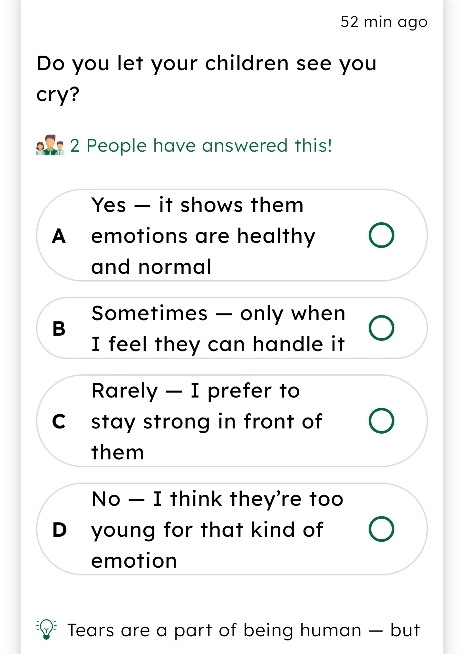 52 min ago
Do you let your children see you
cry?
2 People have answered this!
Yes — it shows them
A emotions are healthy
and normal
Sometimes — only when
B
I feel they can handle it
Rarely — I prefer to
C stay strong in front of
them
No — I think they’re too
D young for that kind of
emotion
Tears are a part of being human — but